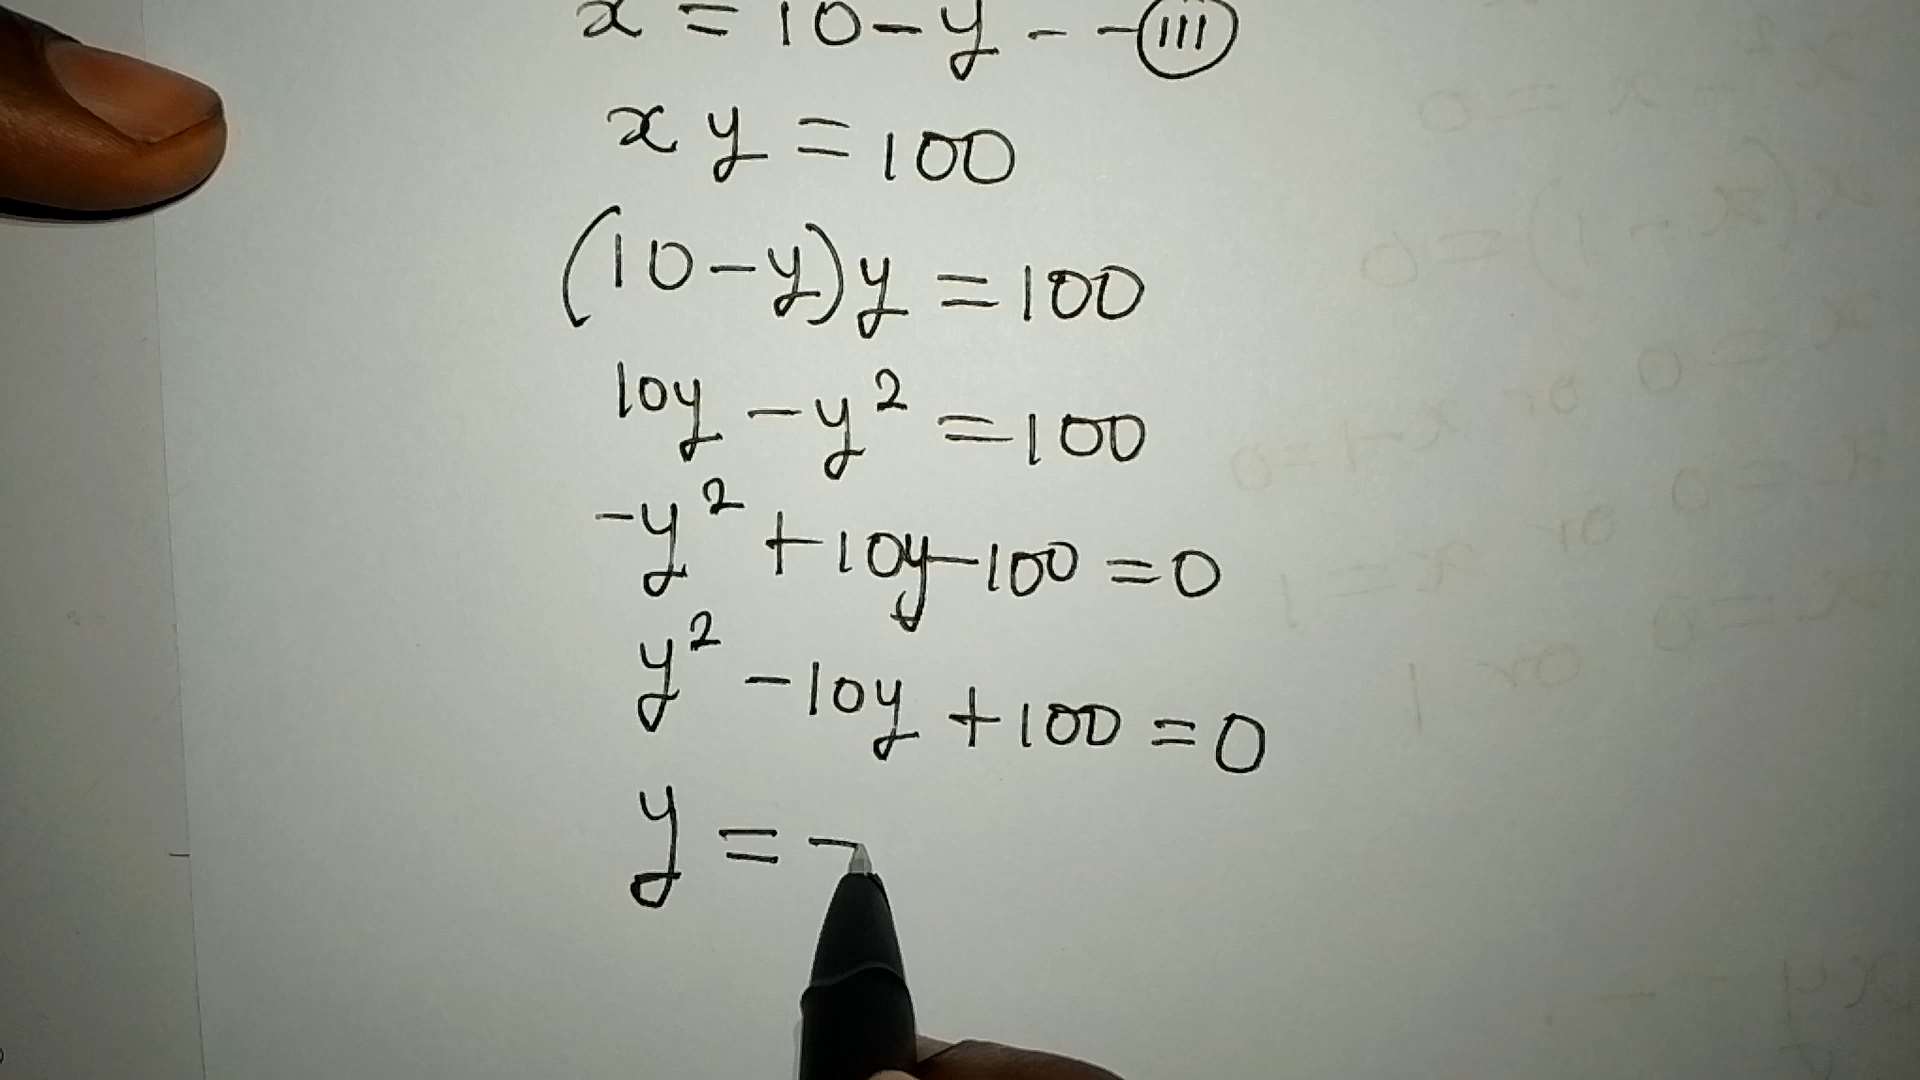 x = 10 - y - - (III)
xy = 100
(10-y)y = 100
10y - y² = 100
-y² + 10y - 100 = 0
y² - 10y + 100 = 0
y = -